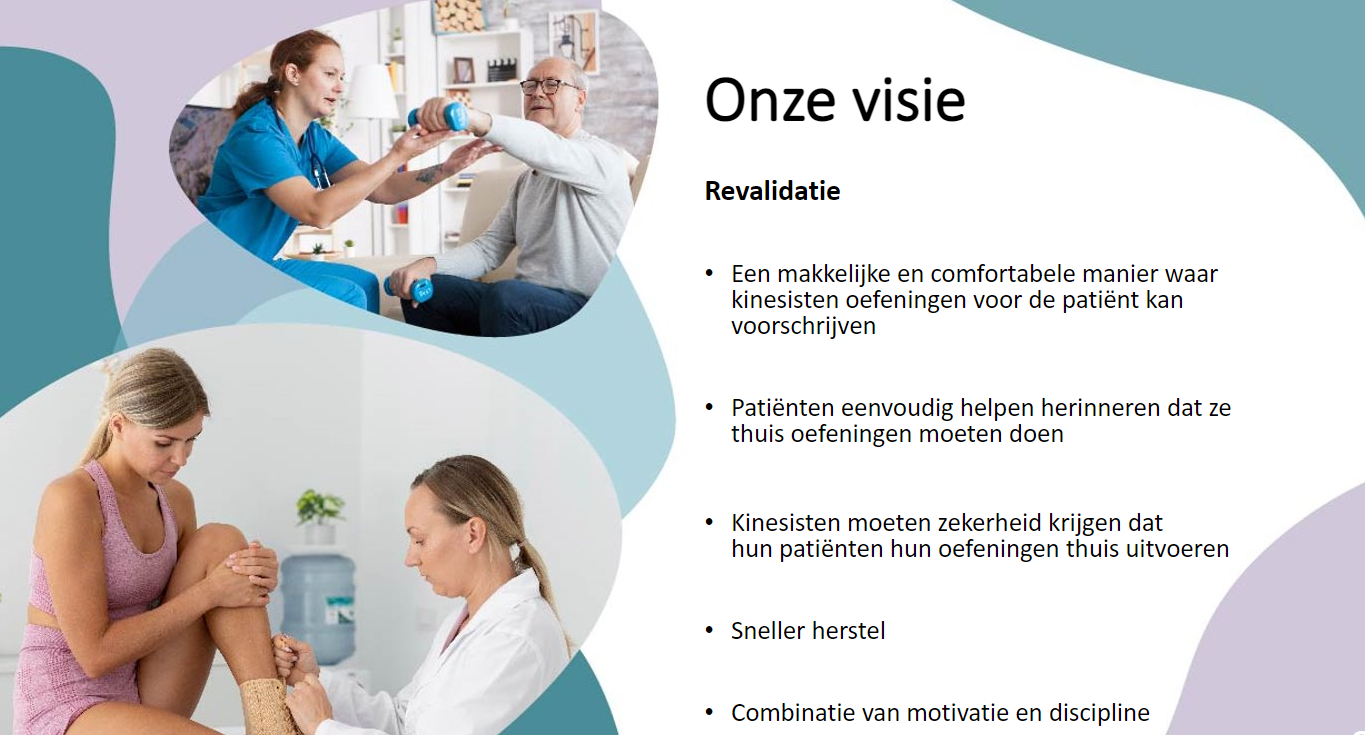 Onze visie
Revalidatie
• Een makkelijke en comfortabele manier waar
kinesisten oefeningen voor de patiënt kan
voorschrijven
• Patiënten eenvoudig helpen herinneren dat ze
thuis oefeningen moeten doen
• Kinesisten moeten zekerheid krijgen dat
hun patiënten hun oefeningen thuis uitvoeren
• Sneller herstel
• Combinatie van motivatie en discipline